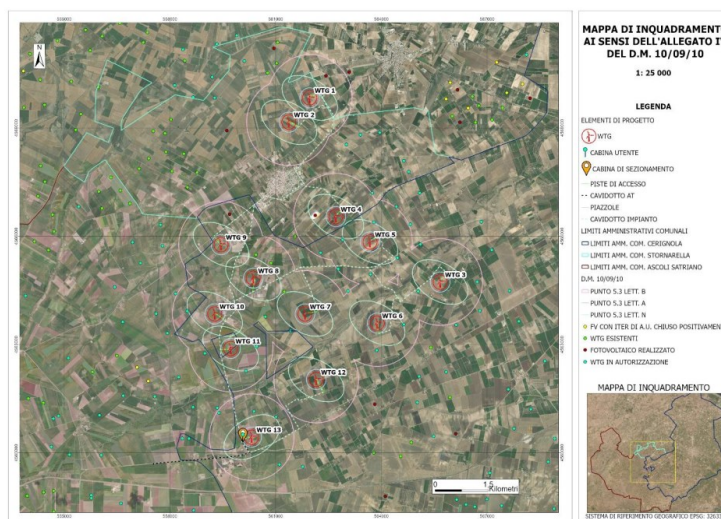 MAPPA DI INQUADRAMENT
AI SENSI DELL'ALLEGATO I
DEL D.M. 10/09/10
1: 25 000
LEGENDA
ELEMENTI DI PROGETTO
WTG
CABINA UTENTE
CABINA DI SEZIONAMENTO
PISTE DI ACCESSO
CAVIDOTTO AT
PIAZZOLE
CAVIDOTTO IMPIANTO
LIMITI AMMINISTRATIVI COMUNALI
LIMITI AMM. COM. CERIGNOLA
LIMITI AMM. COM. STORNARELLA
LIMITI AMM. COM. ASCOLI SATRIANO
D.M. 10/09/10
PUNTO 5.3 LETT. B
PUNTO 5.3 LETT. A
PUNTO 5.3 LETT. N
FV CON ITER DI A.U. CHIUSO POSITIVAMEN
WTG ESISTENTI
FOTOVOLTAICO REALIZZATO
WTG IN AUTORIZZAZIONE
MAPPA DI INQUADRAMENTO
SISTEMA DI RIFERIMENTO GEOGRAFICO EPSG:
N
WTG 1
WTG 2
WTG 4
WTG 5
WTG 9
WTG 8
WTG 3
WTG 10
WTG 7
WTG 6
WTG 11
WTG 12
WTG 13
0 1.5
Kilometri